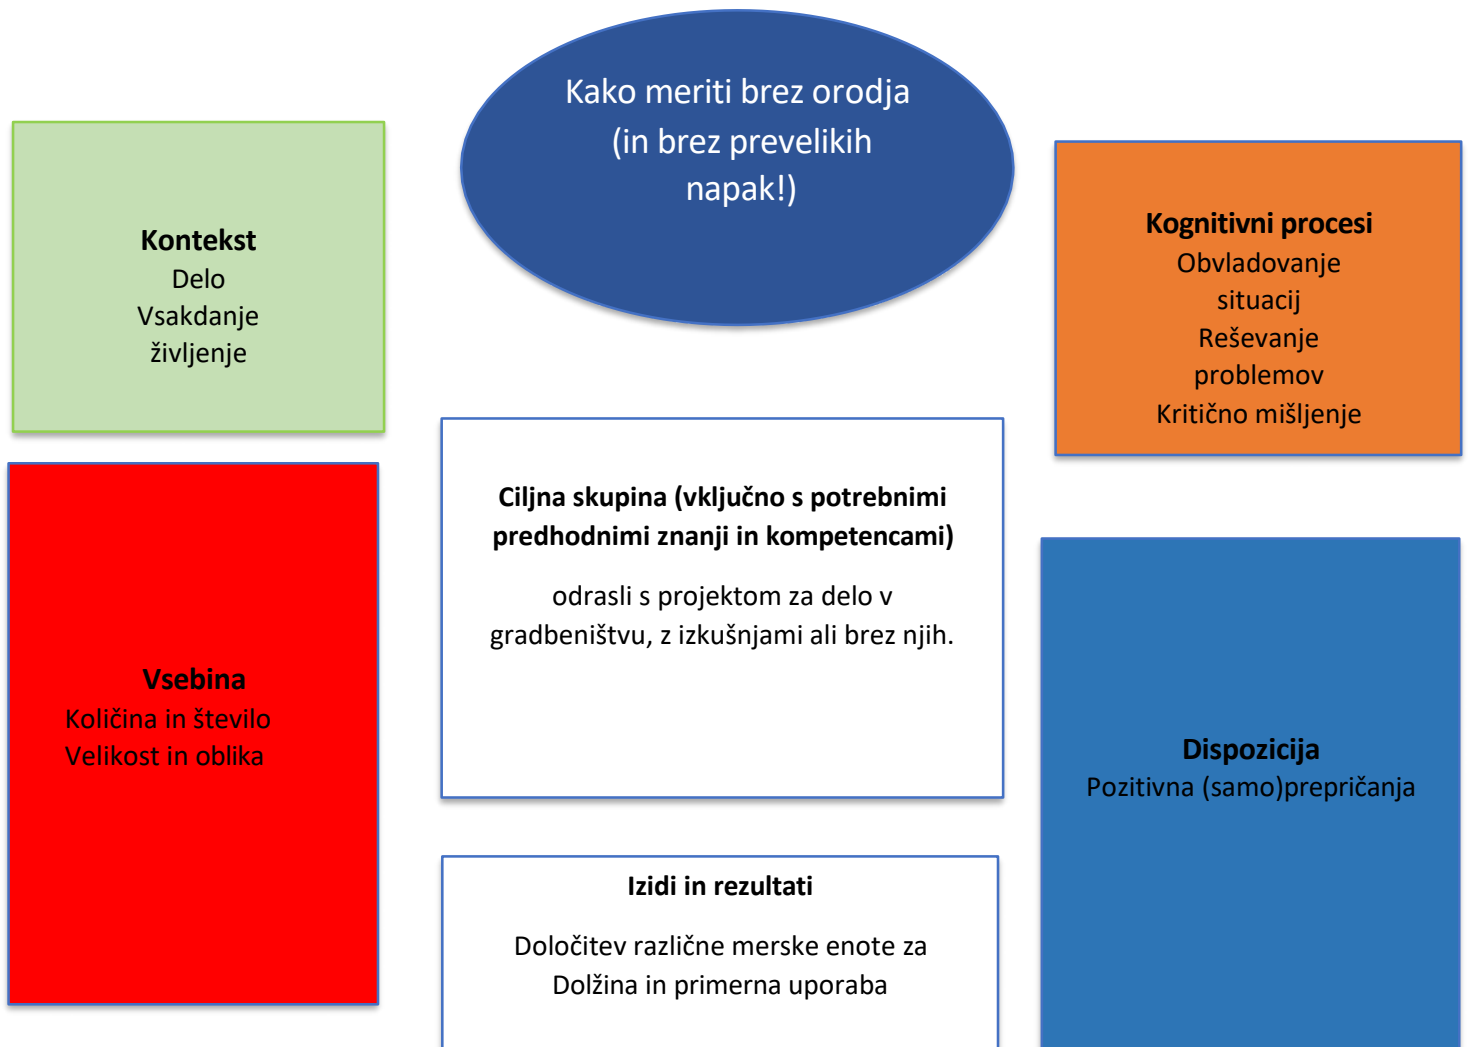 Kako meriti brez orodja
(in brez prevelikih
napak!)
Kontekst
Delo
Vsakdanje
življenje
Kognitivni procesi
Obvladovanje
situacij
Reševanje
problemov
Kritično mišljenje
Ciljna skupina (vključno s potrebnimi
predhodnimi znanji in kompetencami)
odrasli s projektom za delo v
gradbeništvu, z izkušnjami ali brez njih.
Vsebina
Količina in število
Velikost in oblika
Dispozicija
Pozitivna (samo)prepričanja
Izidi in rezultati
Določitev različne merske enote za
Dolžina in primerna uporaba